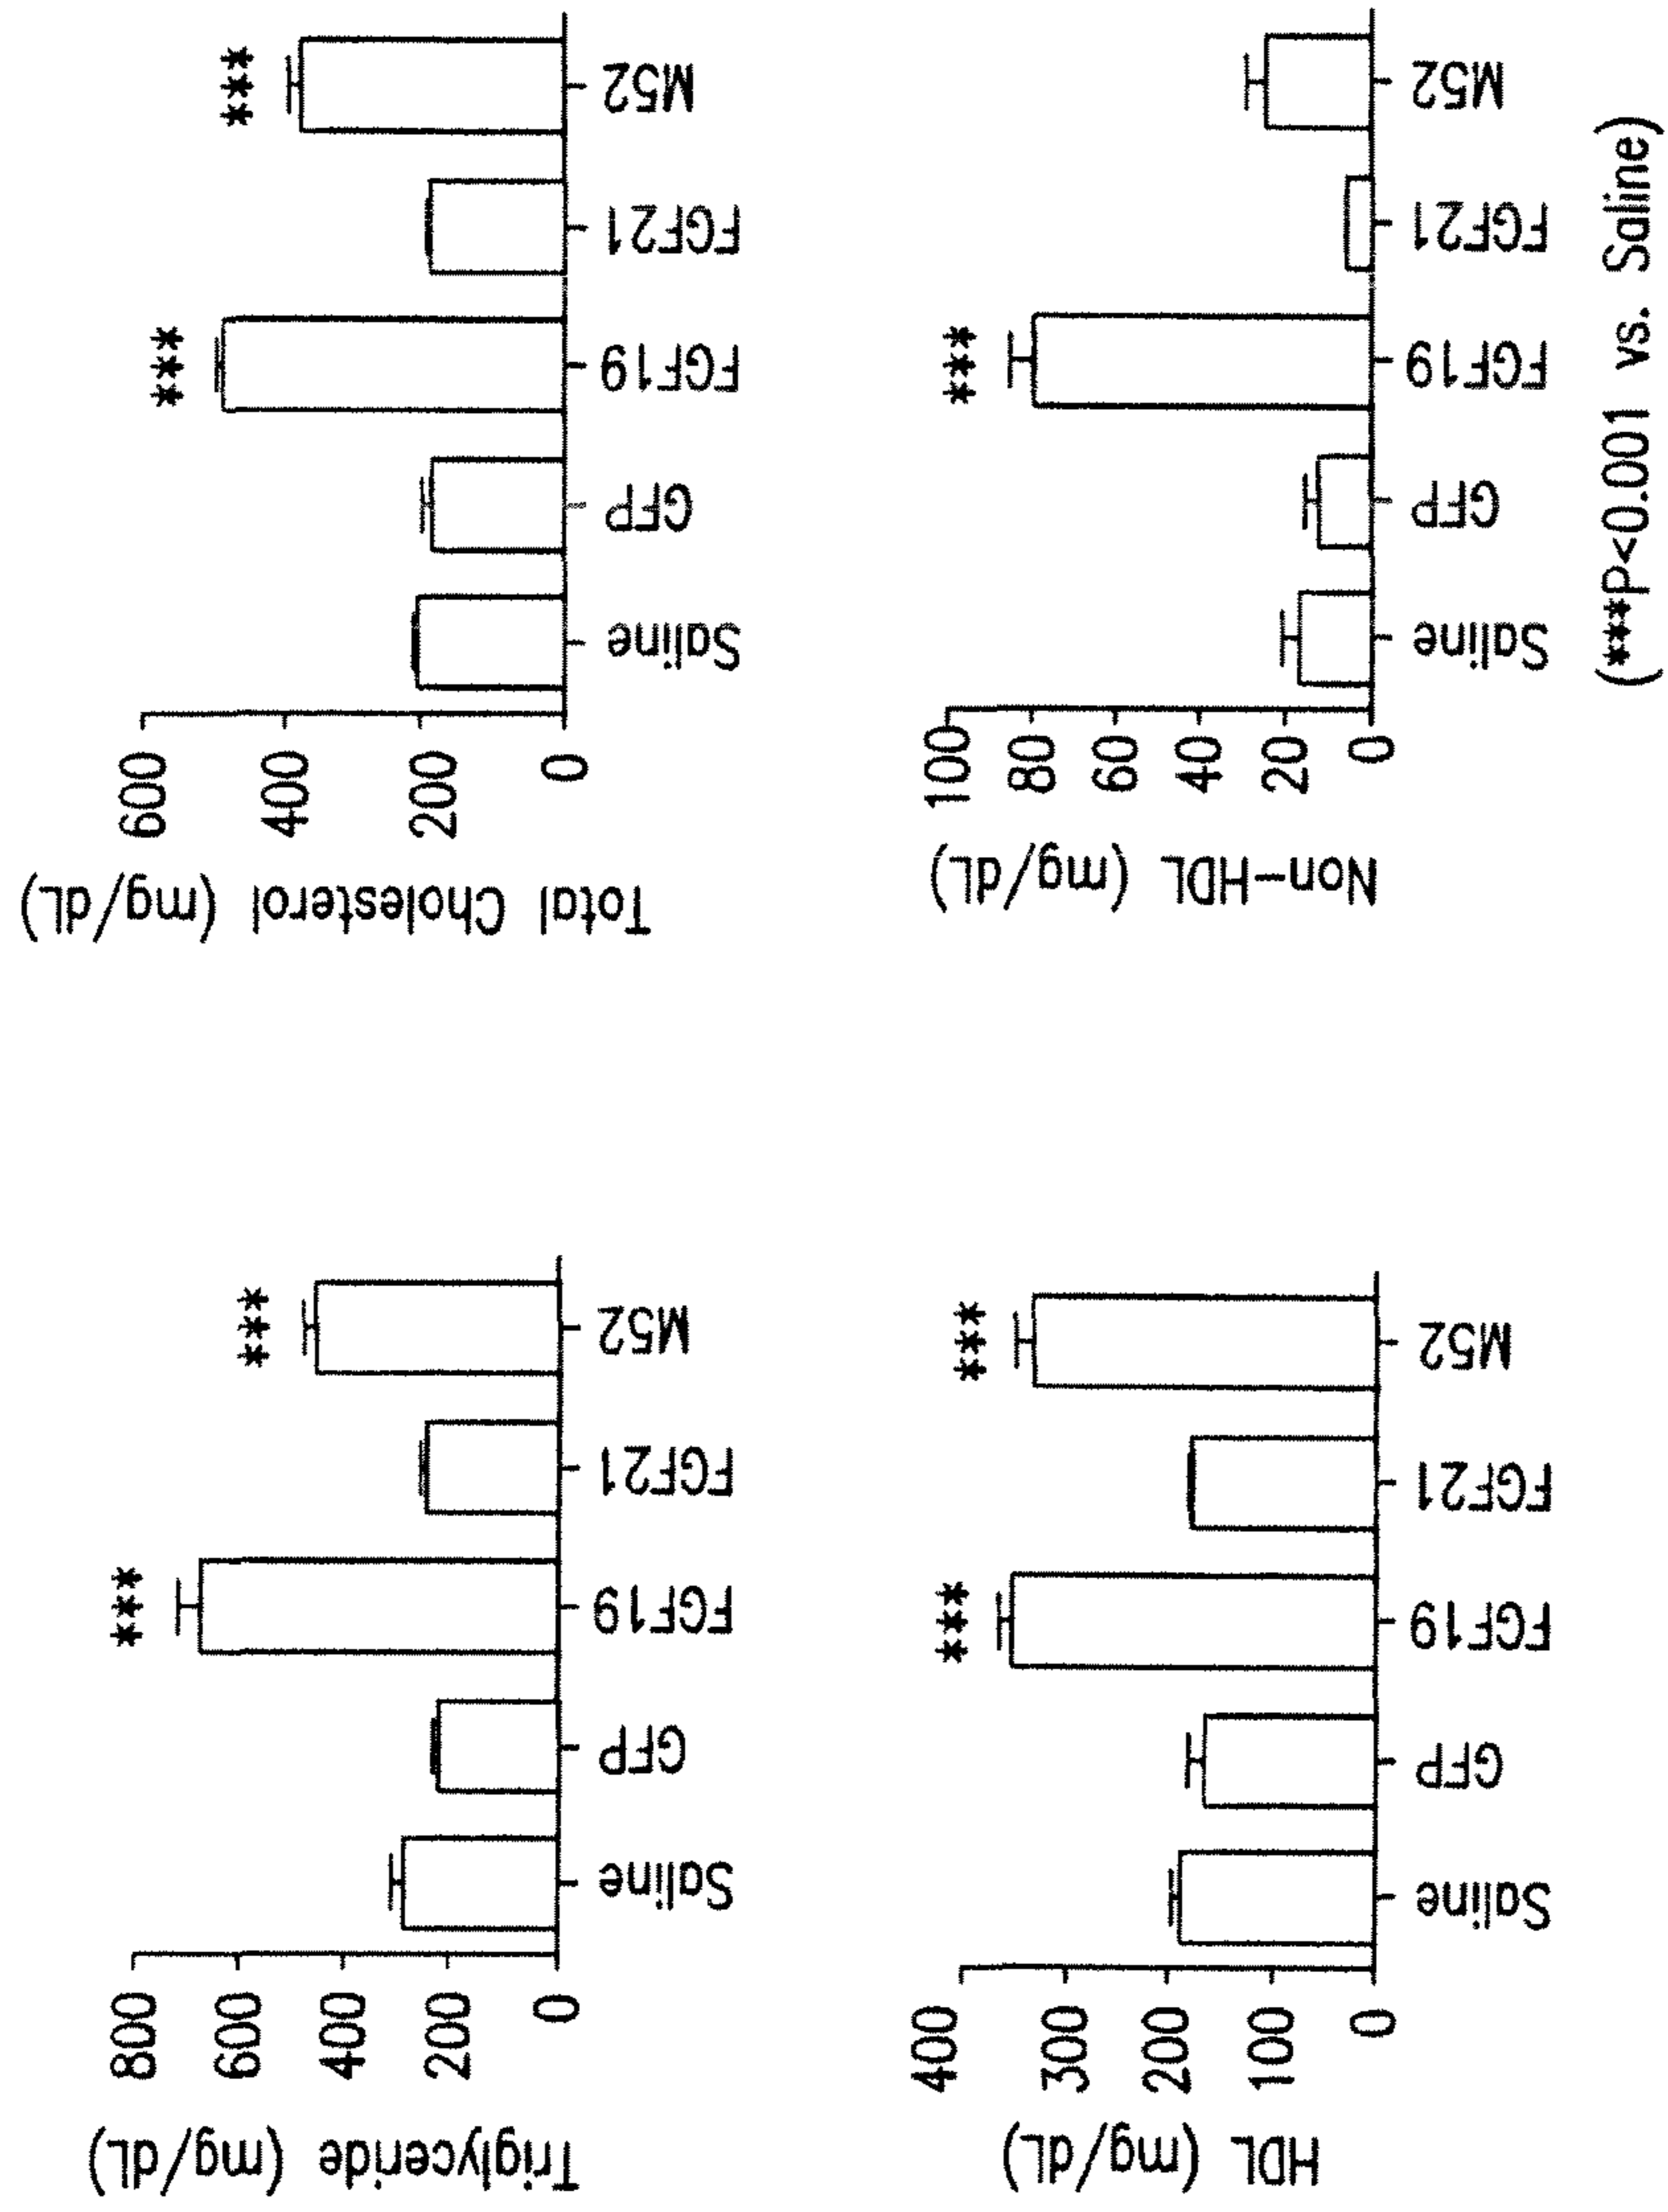 Triglyceride (mg/dL)
800
600
400
200
0
Saline
GFP
FGF19
FGF21
M52
***
***
Total Cholesterol (mg/dL)
600
400
200
0
Saline
GFP
FGF19
FGF21
M52
***
***
HDL (mg/dL)
400
300
200
100
0
Saline
GFP
FGF19
FGF21
M52
***
***
Non-HDL (mg/dL)
100
80
60
40
20
0
Saline
GFP
FGF19
FGF21
M52
***
(***P<0.001 vs. Saline)